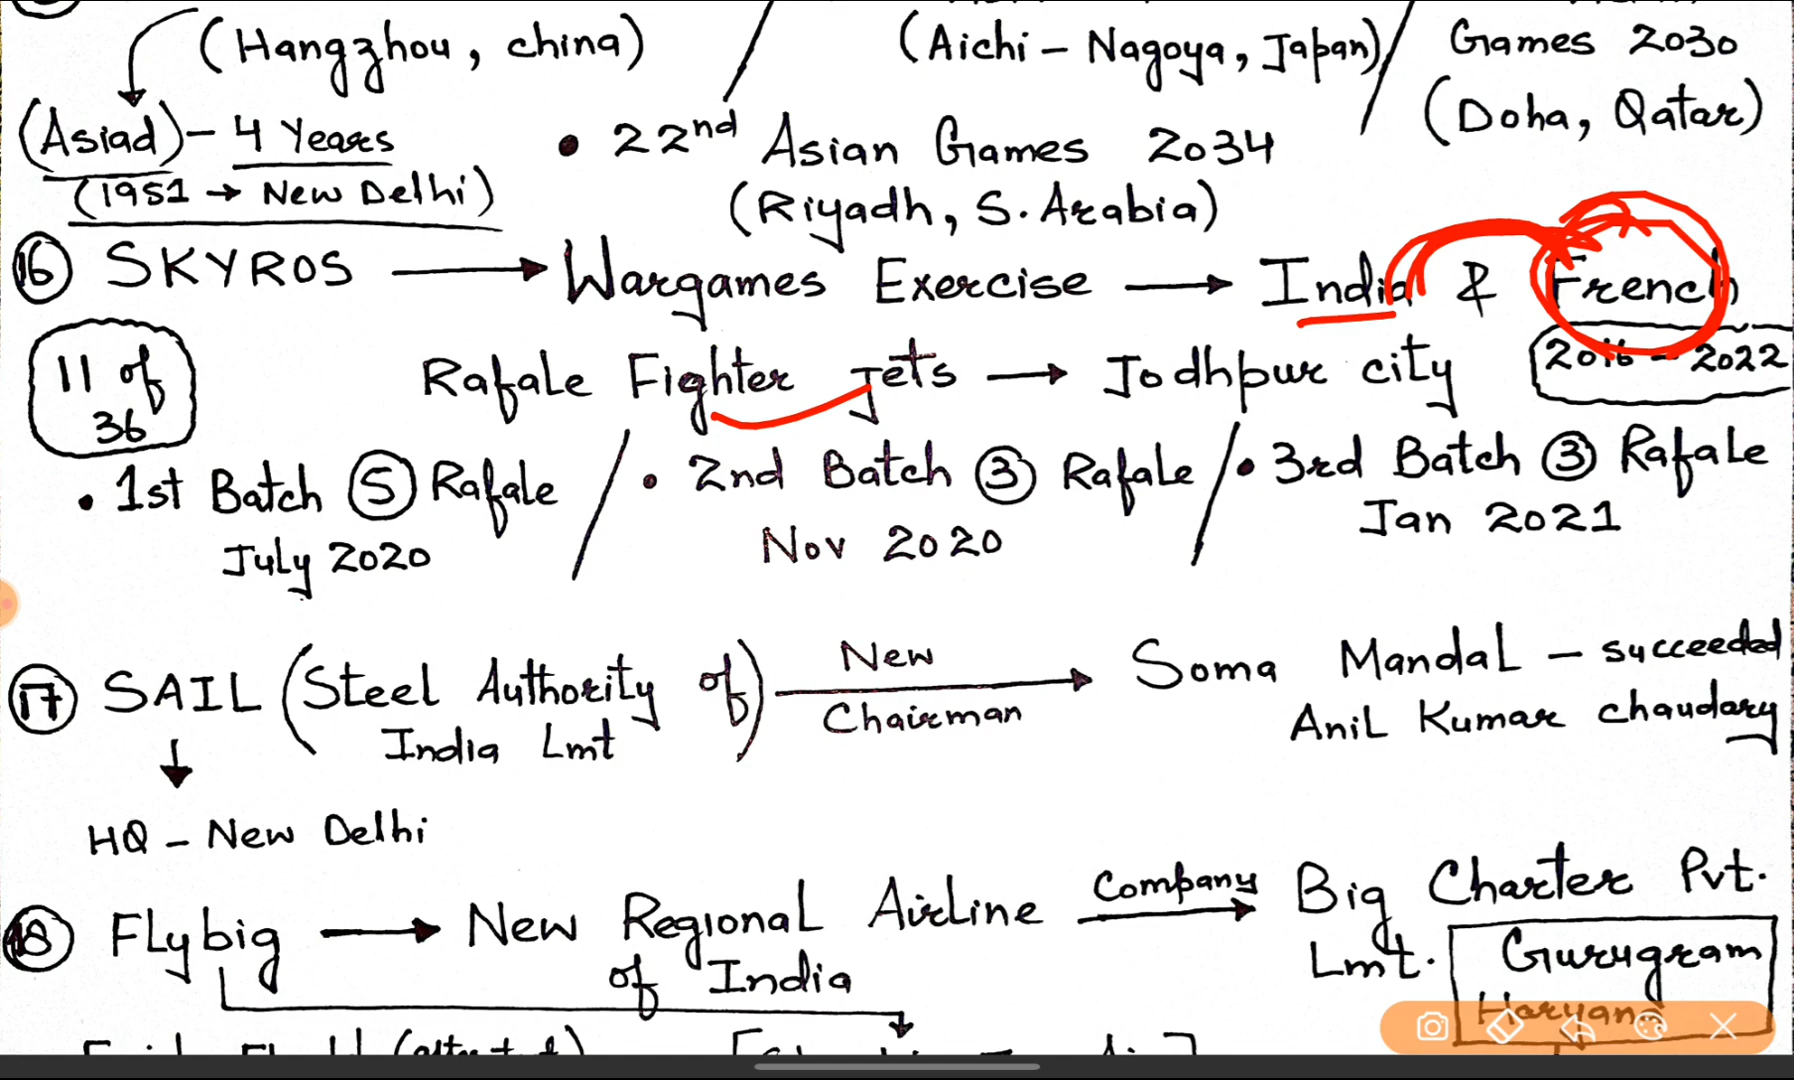 (Hangzhou, China) / (Aichi - Nagoya, Japan) / Games 2030
(Asiad) - 4 Years • 22nd Asian Games 2034 (Doha, Qatar)
(1951 → New Delhi) (Riyadh, S. Arabia)
16 SKYROS → Wargames Exercise → India & French
11 of 36 Rafale Fighter Jets → Jodhpur city 2016 - 2022
• 1st Batch 5 Rafale / • 2nd Batch 3 Rafale / • 3rd Batch 3 Rafale
July 2020 Nov 2020 Jan 2021
17 SAIL (Steel Authority of) New → Soma Mandal - succeeded
India Lmt Chairman Anil Kumar Chaudary
↓
HQ - New Delhi
18 Flybig → New Regional Airline Company → Big Charter Pvt.
of India Lmt. Gurugram
Haryana